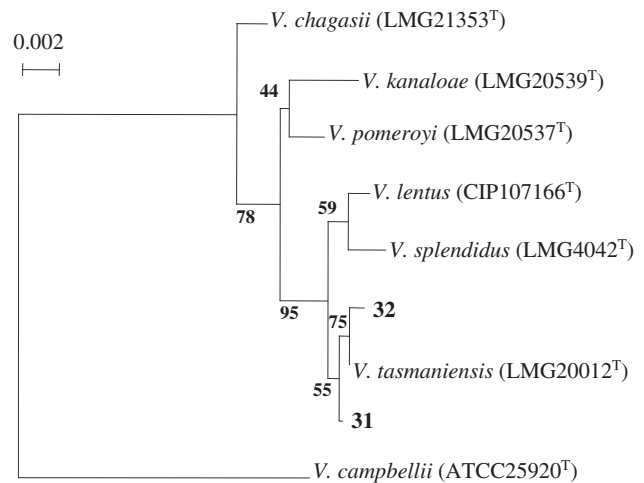 V. chagasii (LMG21353ᵀ)
0.002
44
V. kanaloae (LMG20539ᵀ)
V. pomeroyi (LMG20537ᵀ)
59
V. lentus (CIP107166ᵀ)
78
V. splendidus (LMG4042ᵀ)
95
75
32
V. tasmaniensis (LMG20012ᵀ)
55
31
V. campbellii (ATCC25920ᵀ)